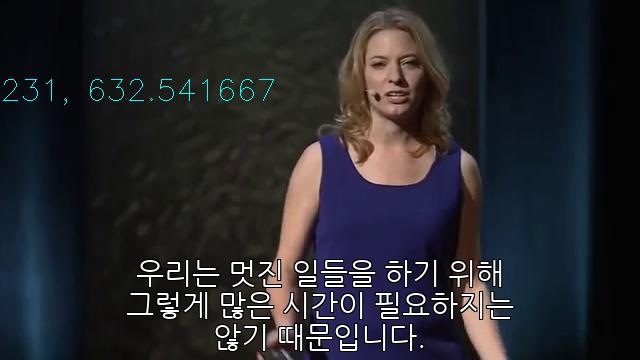 231, 632.541667
우리는 멋진 일들을 하기 위해
그렇게 많은 시간이 필요하지는
않기 때문입니다.